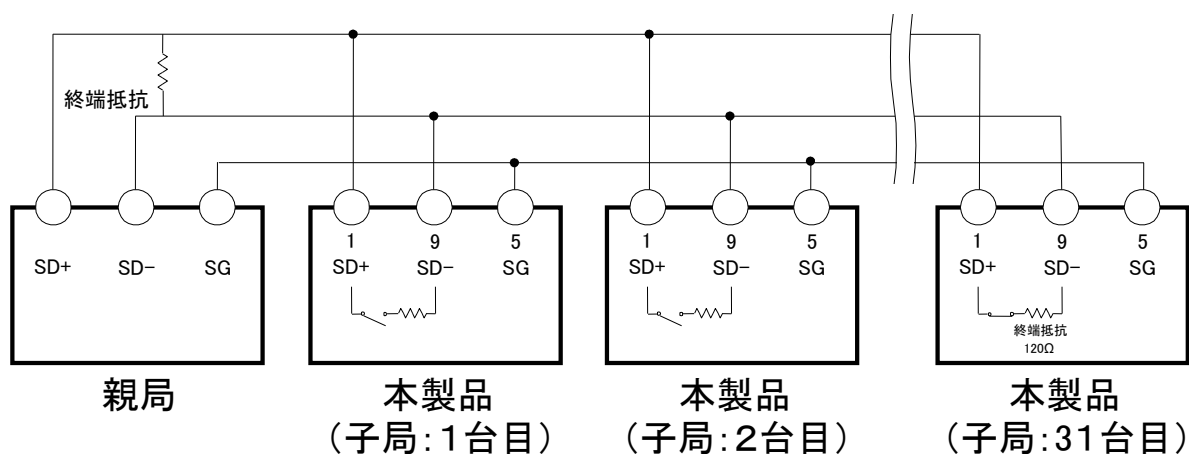 終端抵抗
1 9 5 1 9 5 1 9 5
SD+ SD- SG SD+ SD- SG SD+ SD- SG SD+ SD- SG
終端抵抗
120Ω
親局 本製品 本製品 本製品
(子局:1台目) (子局:2台目) (子局:31台目)